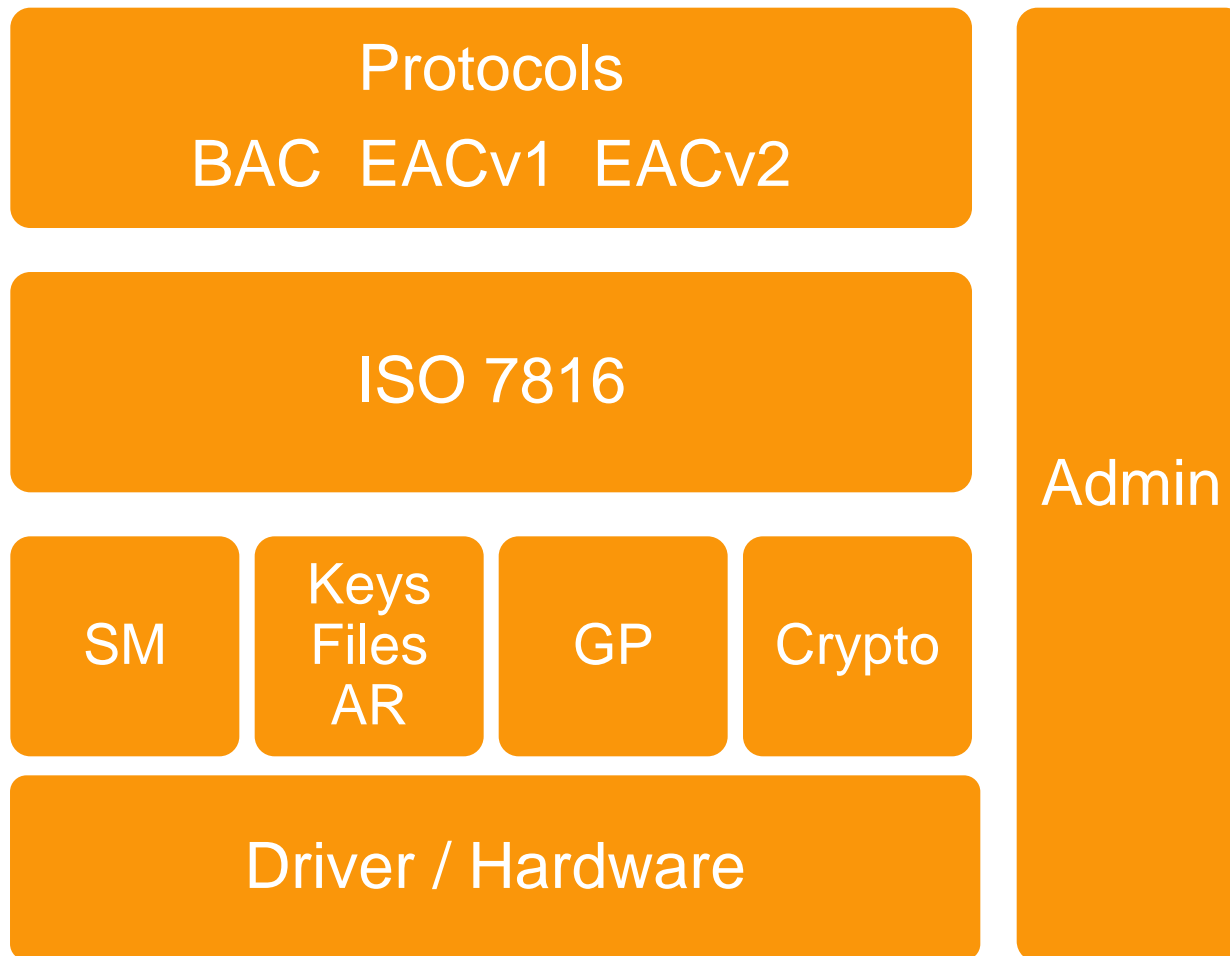 Protocols
BAC EACv1 EACv2
ISO 7816
Admin
SM
Keys
Files
AR
GP
Crypto
Driver / Hardware